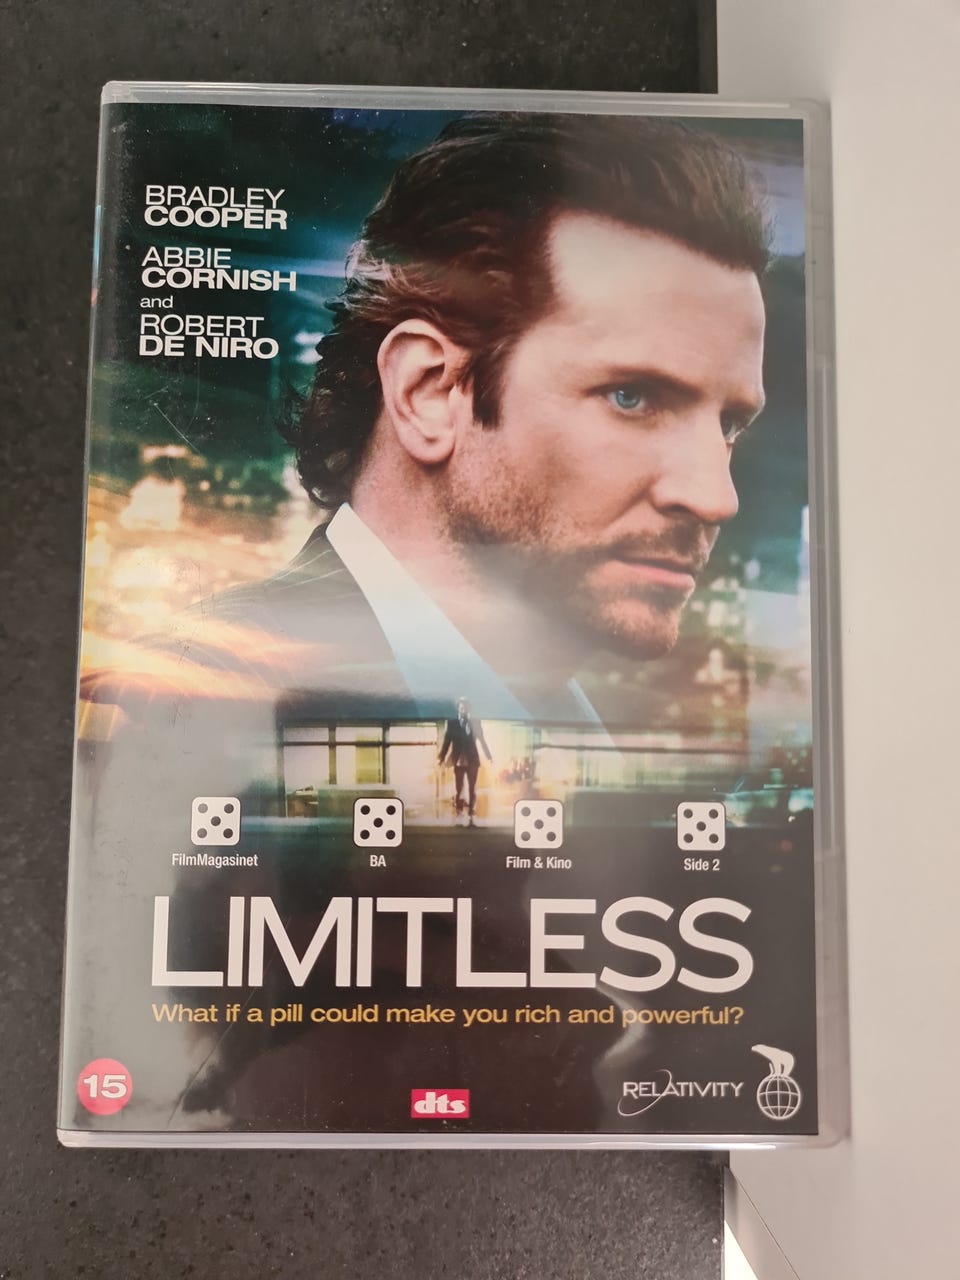 BRADLEY
COOPER
ABBIE
CORNISH
and
ROBERT
DE NIRO
FilmMagasinet
BA
Film & Kino
Side 2
LIMITLESS
What if a pill could make you rich and powerful?
15
dts
RELATIVITY